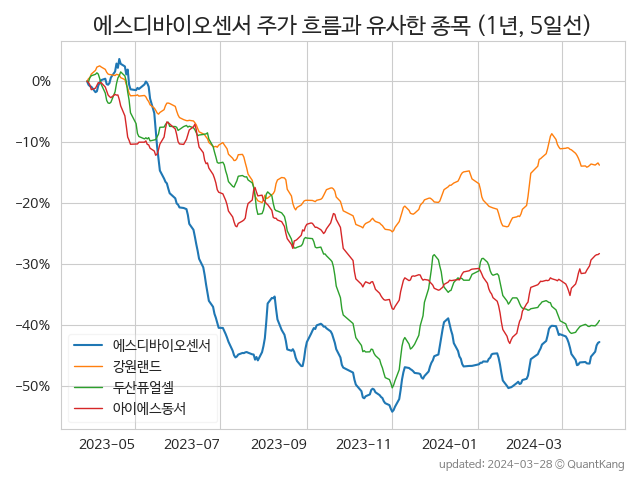 에스디바이오센서 주가 흐름과 유사한 종목 (1년, 5일선)
0%
−10%
−20%
−30%
−40%
−50%
에스디바이오센서
강원랜드
두산퓨얼셀
아이에스동서
2023-05 2023-07 2023-09 2023-11 2024-01 2024-03
updated: 2024-03-28 © QuantKang